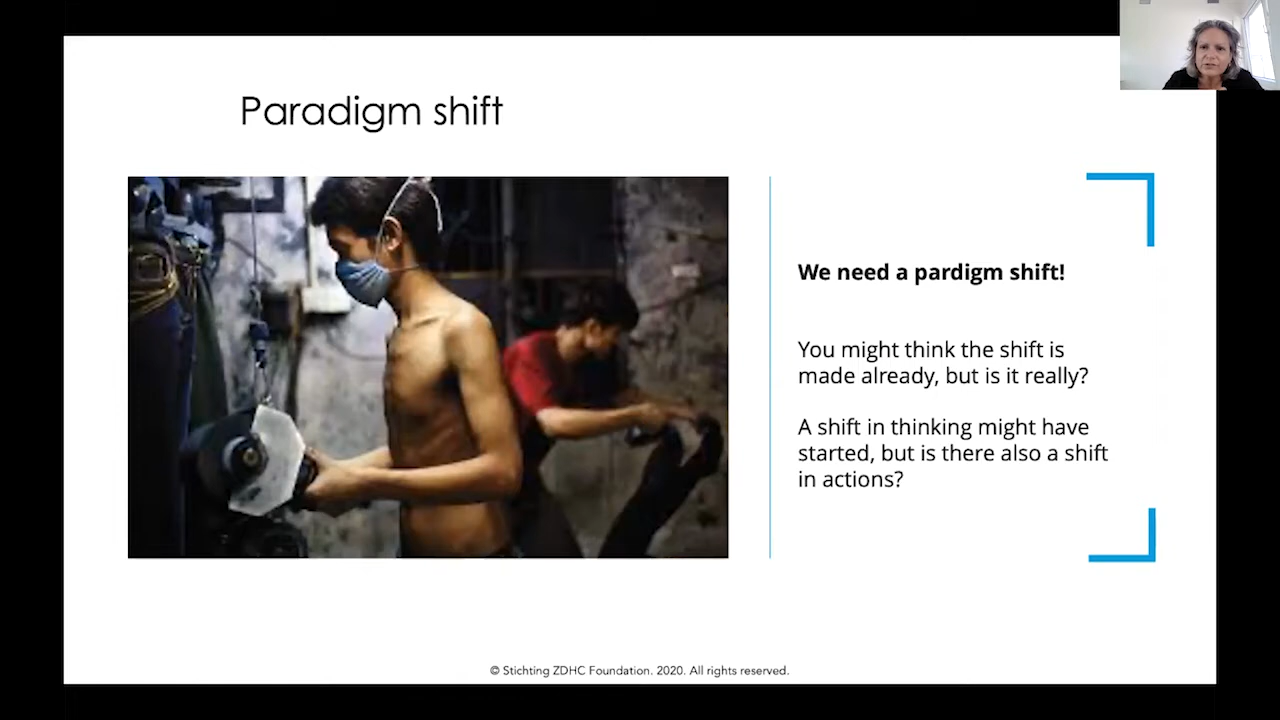 Paradigm shift
We need a pardigm shift!
You might think the shift is
made already, but is it really?
A shift in thinking might have
started, but is there also a shift
in actions?
© Stichting ZDHC Foundation. 2020. All rights reserved.